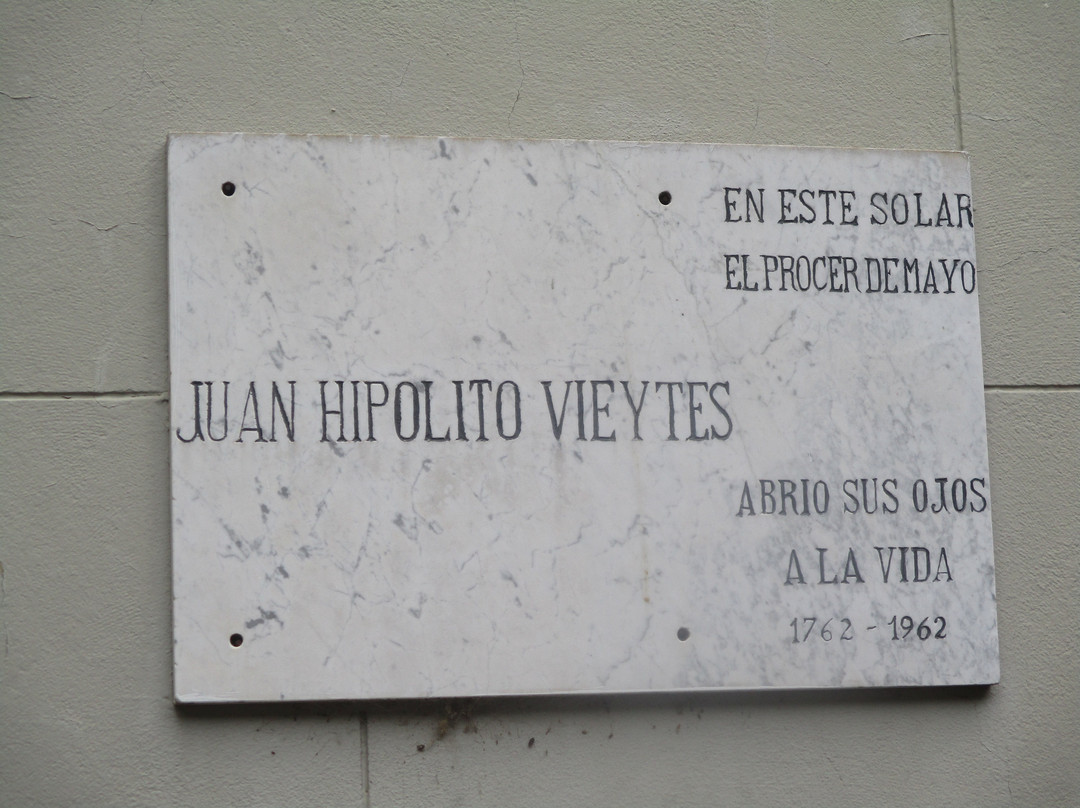 EN ESTE SOLAR
EL PROCER DE MAYO
JUAN HIPOLITO VIEYTES
ABRIO SUS OJOS
A LA VIDA
1762 - 1962